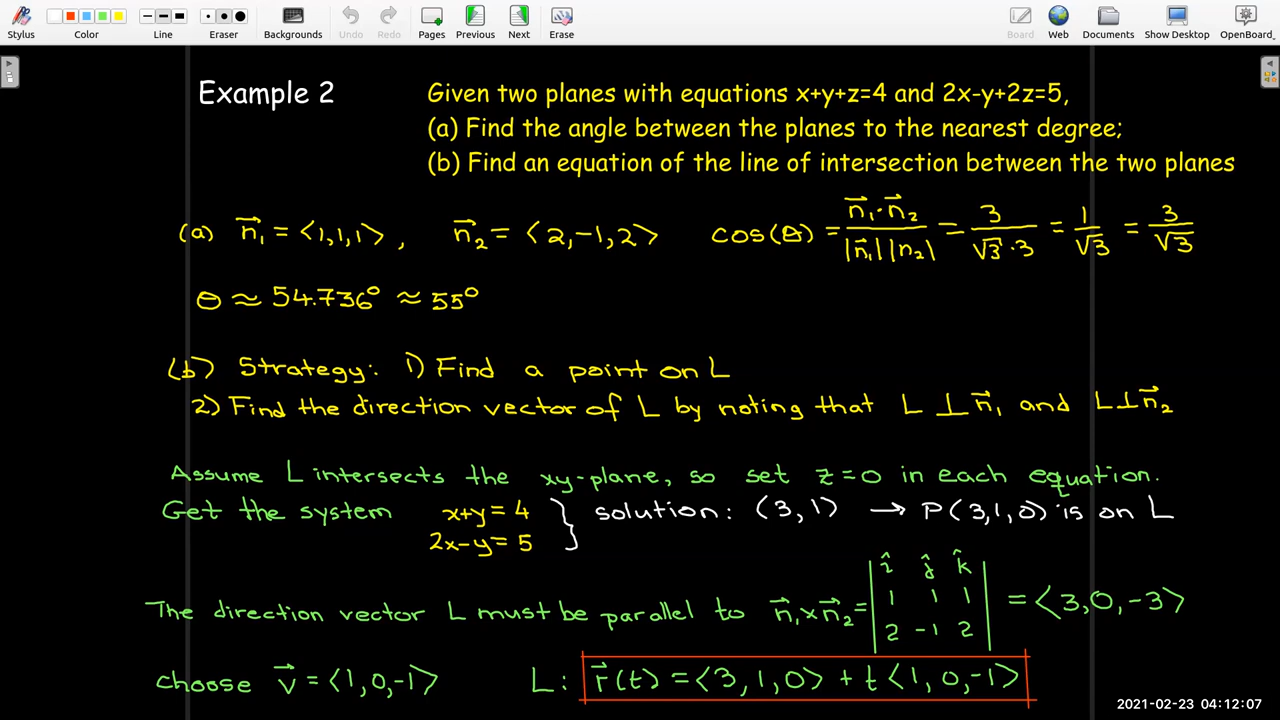 Stylus Color Line Eraser Backgrounds Undo Redo Pages Previous Next Erase Board Web Documents Show Desktop OpenBoard
Example 2 Given two planes with equations x+y+z=4 and 2x-y+2z=5,
(a) Find the angle between the planes to the nearest degree;
(b) Find an equation of the line of intersection between the two planes
(a) n⃗₁ = <1,1,1>, n⃗₂ = <2,-1,2> cos(θ) = n⃗₁·n⃗₂ / |n⃗₁||n₂| = 3 / √3·3 = 1/√3 = 3/√3
θ ≈ 54.736° ≈ 55°
(b) Strategy: 1) Find a point on L
2) Find the direction vector of L by noting that L ⊥ n⃗₁ and L ⊥ n⃗₂
Assume L intersects the xy-plane, so set z=0 in each equation.
Get the system x+y = 4 } solution: (3,1) → P(3,1,0) is on L
2x-y = 5
The direction vector L must be parallel to n⃗₁×n⃗₂ = | î ĵ k̂ | = <3,0,-3>
1 1 1
2 -1 2
choose v⃗ = <1,0,-1> L: r⃗(t) = <3,1,0> + t<1,0,-1>
2021-02-23 04:12:07